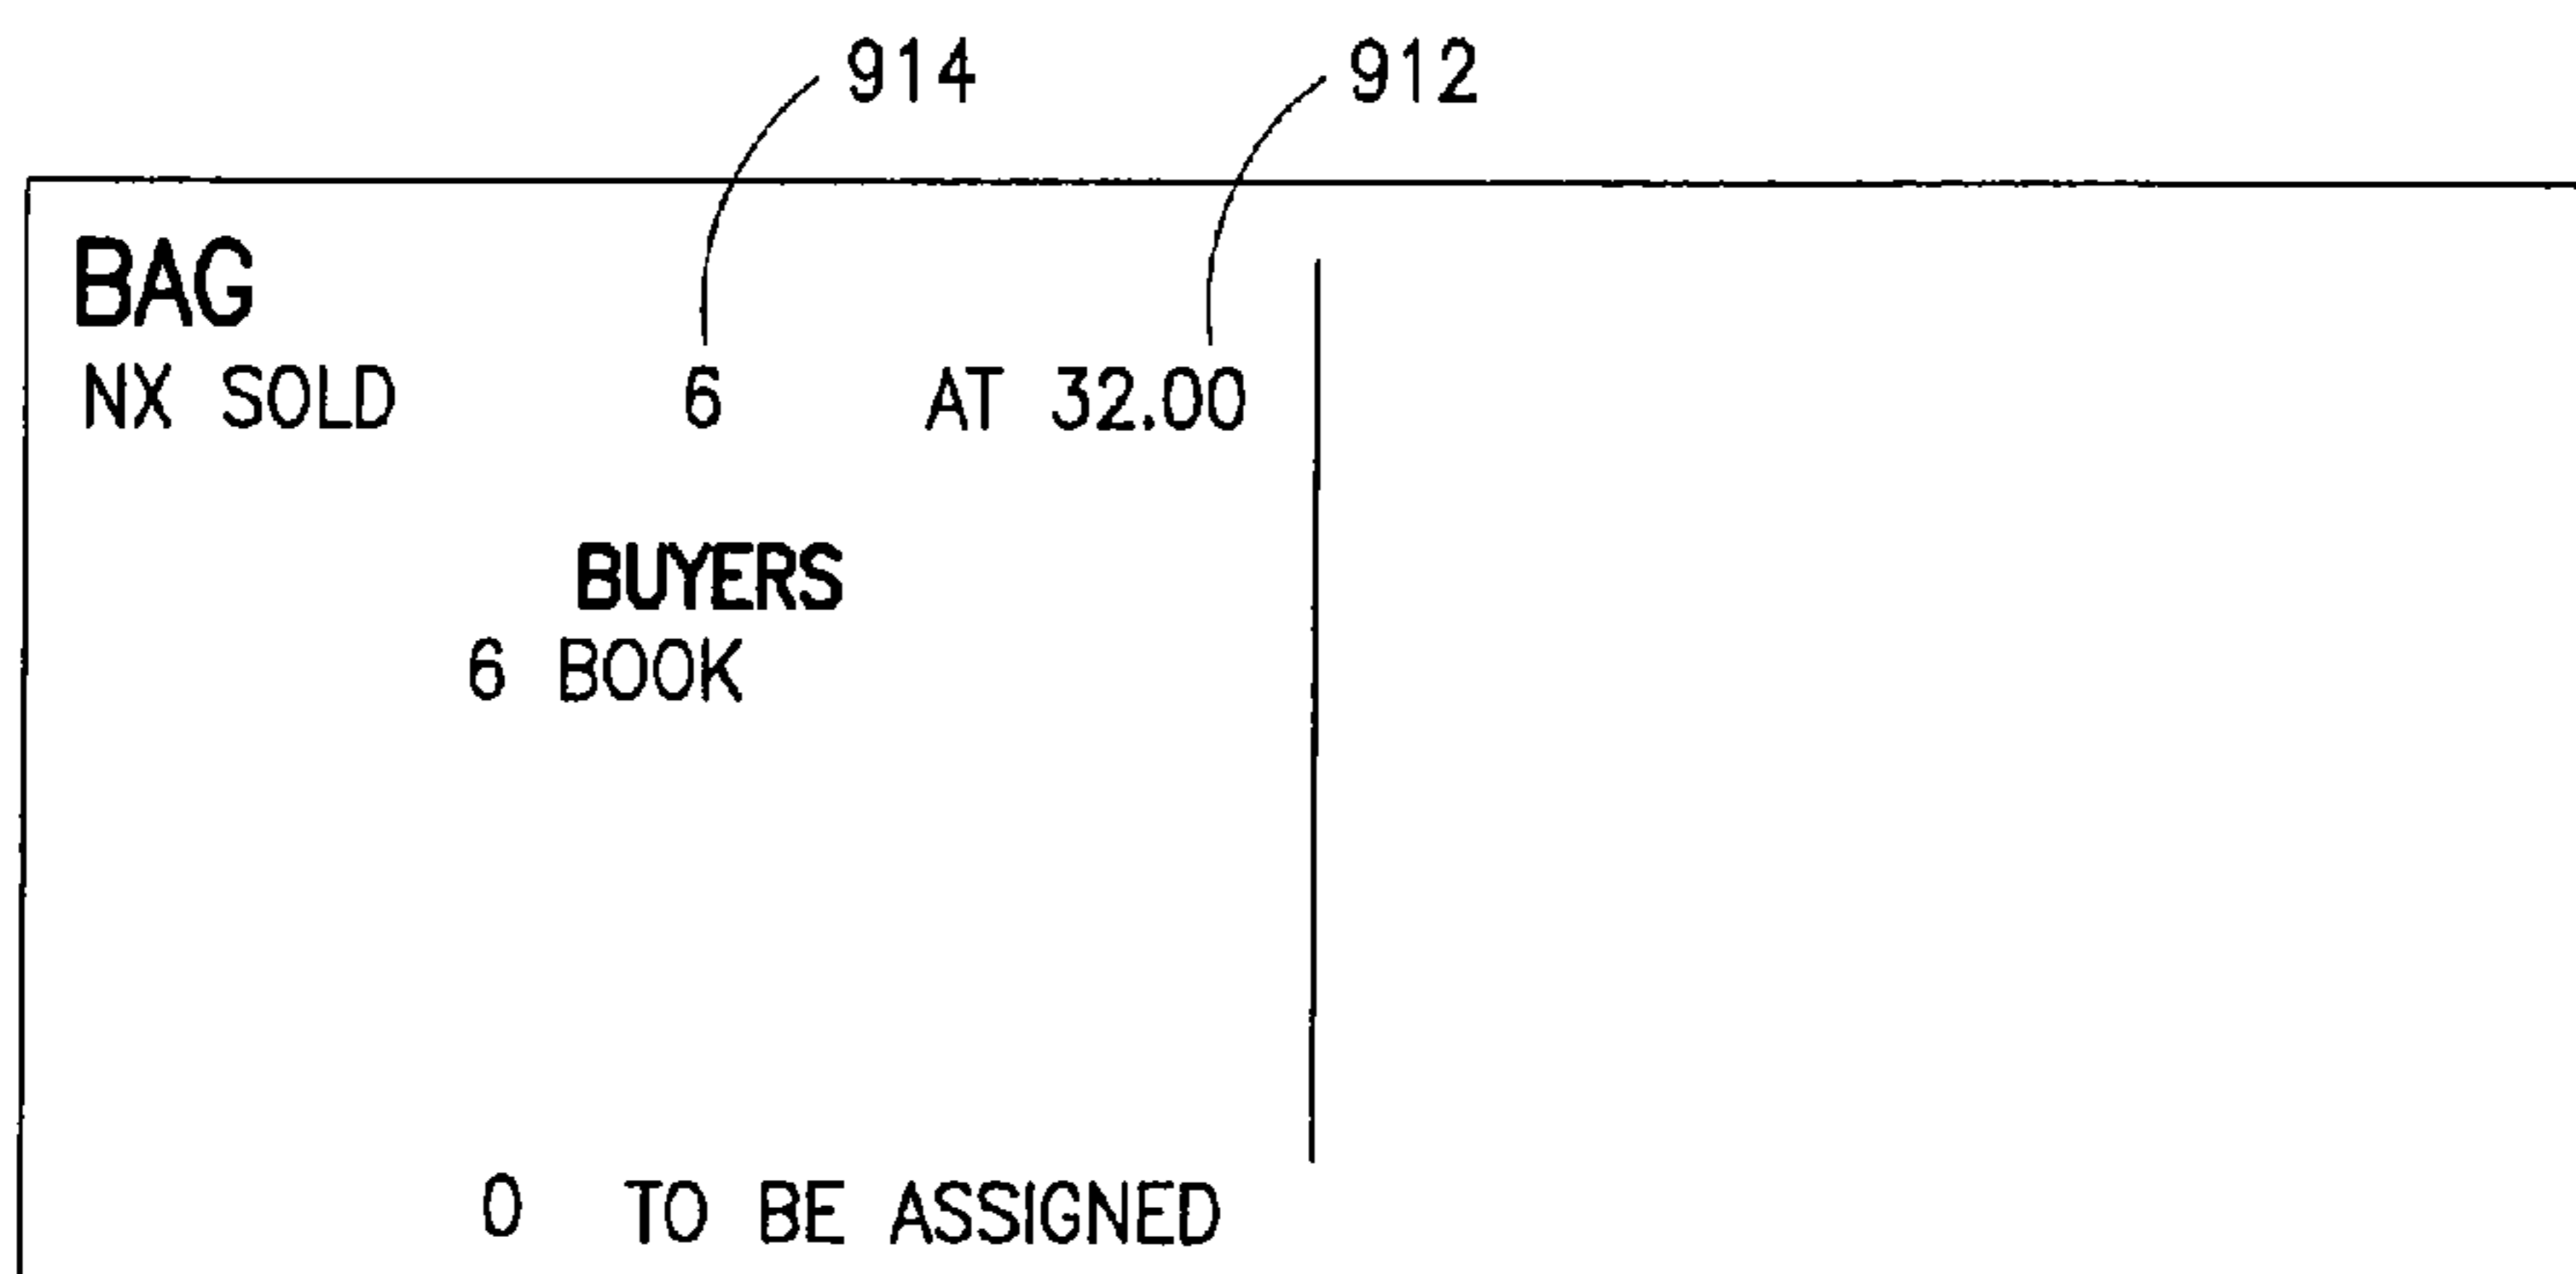 914 912
BAG
NX SOLD 6 AT 32.00
BUYERS
6 BOOK
0 TO BE ASSIGNED